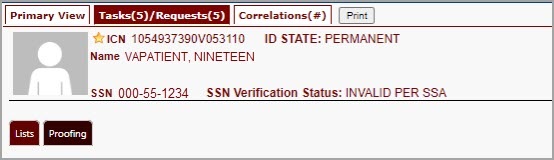 Primary View Tasks(5)/Requests(5) Correlations(#) Print
ICN 1054937390V053110 ID STATE: PERMANENT
Name VAPATIENT, NINETEEN
SSN 000-55-1234 SSN Verification Status: INVALID PER SSA
Lists Proofing